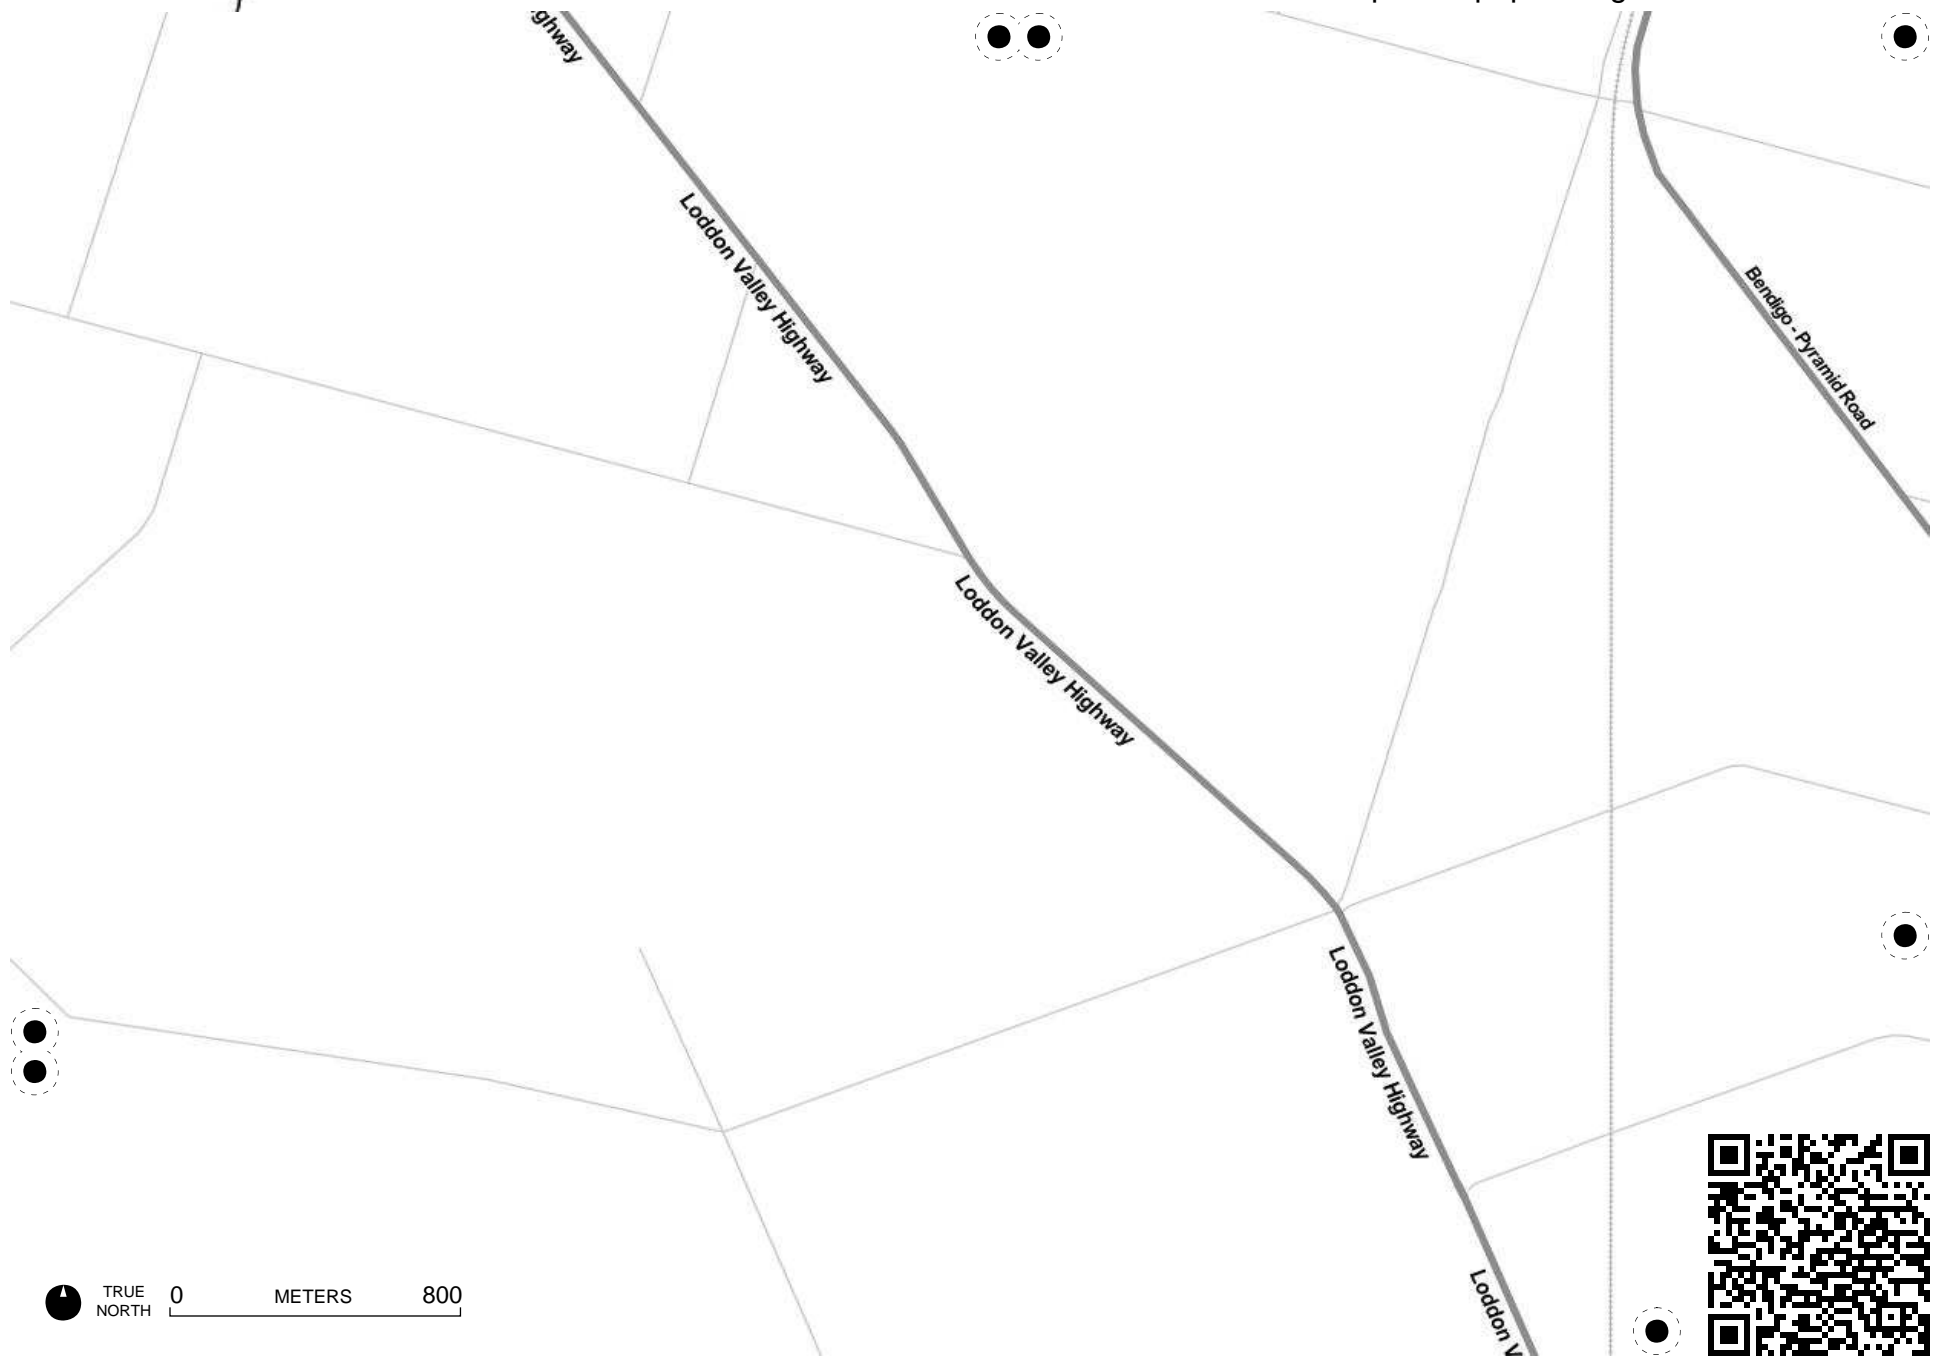 ghway
Loddon Valley Highway
Bendigo - Pyramid Road
Loddon Valley Highway
Loddon Valley Highway
Loddon V
TRUE
NORTH
0 METERS 800